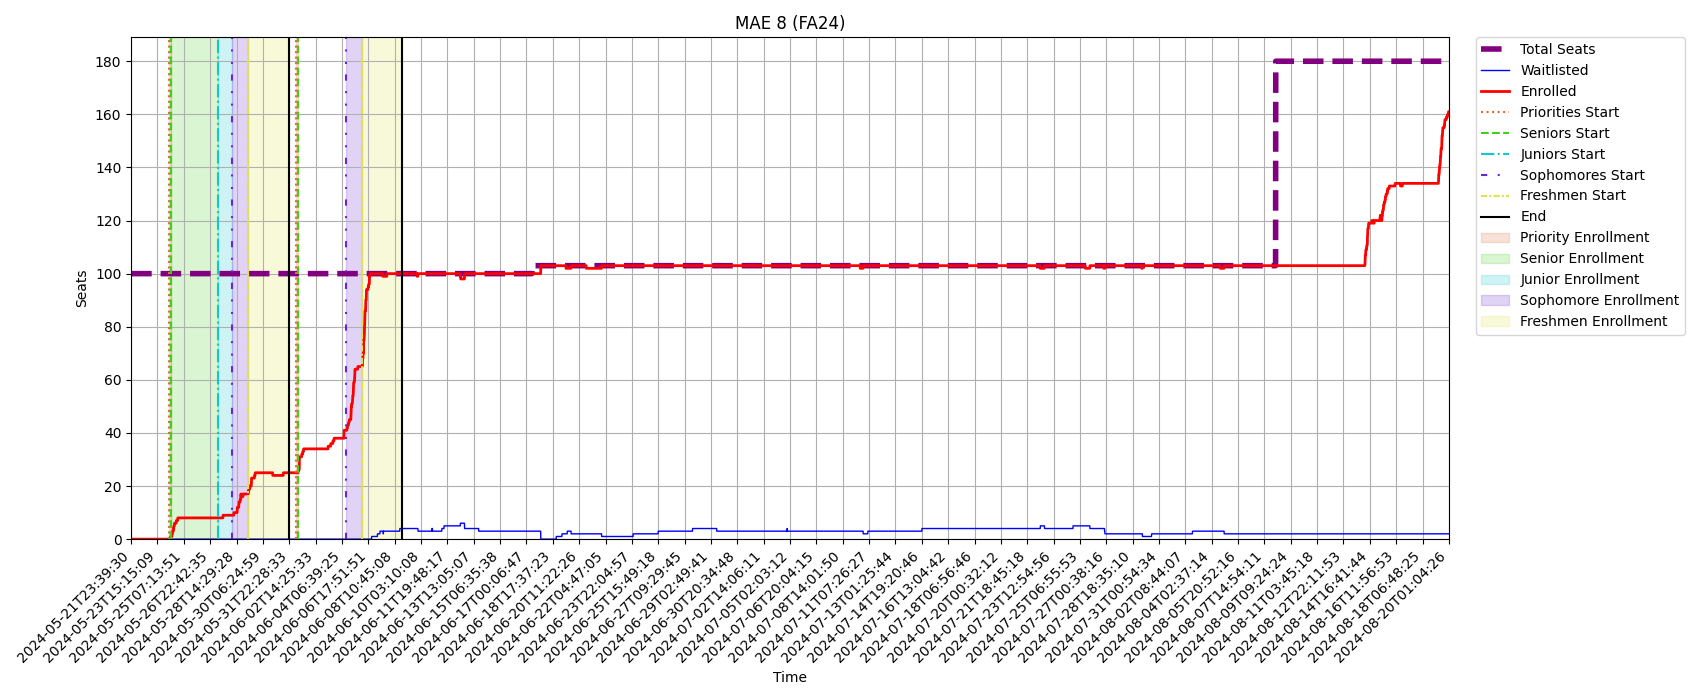 MAE 8 (FA24)
Seats
180
160
140
120
100
80
60
40
20
0
2024-05-21T23:39:30
2024-05-23T15:15:09
2024-05-25T07:13:51
2024-05-26T22:42:35
2024-05-28T14:29:28
2024-05-30T06:24:59
2024-05-31T22:28:33
2024-06-02T14:25:33
2024-06-04T06:39:25
2024-06-06T17:51:51
2024-06-08T10:45:08
2024-06-10T03:10:08
2024-06-11T19:48:17
2024-06-13T13:05:07
2024-06-15T06:35:38
2024-06-17T00:06:47
2024-06-18T17:37:23
2024-06-20T11:22:26
2024-06-22T04:47:05
2024-06-23T22:04:57
2024-06-25T15:49:18
2024-06-27T09:29:45
2024-06-29T02:49:41
2024-06-30T20:34:48
2024-07-02T14:06:11
2024-07-05T02:03:12
2024-07-06T20:04:15
2024-07-08T14:01:50
2024-07-11T07:26:27
2024-07-13T01:25:44
2024-07-14T19:20:46
2024-07-16T13:04:42
2024-07-18T06:56:46
2024-07-20T00:32:12
2024-07-21T18:45:18
2024-07-23T12:54:56
2024-07-25T06:55:53
2024-07-27T00:38:16
2024-07-28T18:35:10
2024-07-31T00:54:34
2024-08-02T08:44:07
2024-08-04T02:37:14
2024-08-05T20:52:16
2024-08-07T14:54:11
2024-08-09T09:24:24
2024-08-11T03:45:18
2024-08-12T22:11:53
2024-08-14T16:41:44
2024-08-16T11:56:53
2024-08-18T06:48:25
2024-08-20T01:04:26
Time
Total Seats
Waitlisted
Enrolled
Priorities Start
Seniors Start
Juniors Start
Sophomores Start
Freshmen Start
End
Priority Enrollment
Senior Enrollment
Junior Enrollment
Sophomore Enrollment
Freshmen Enrollment